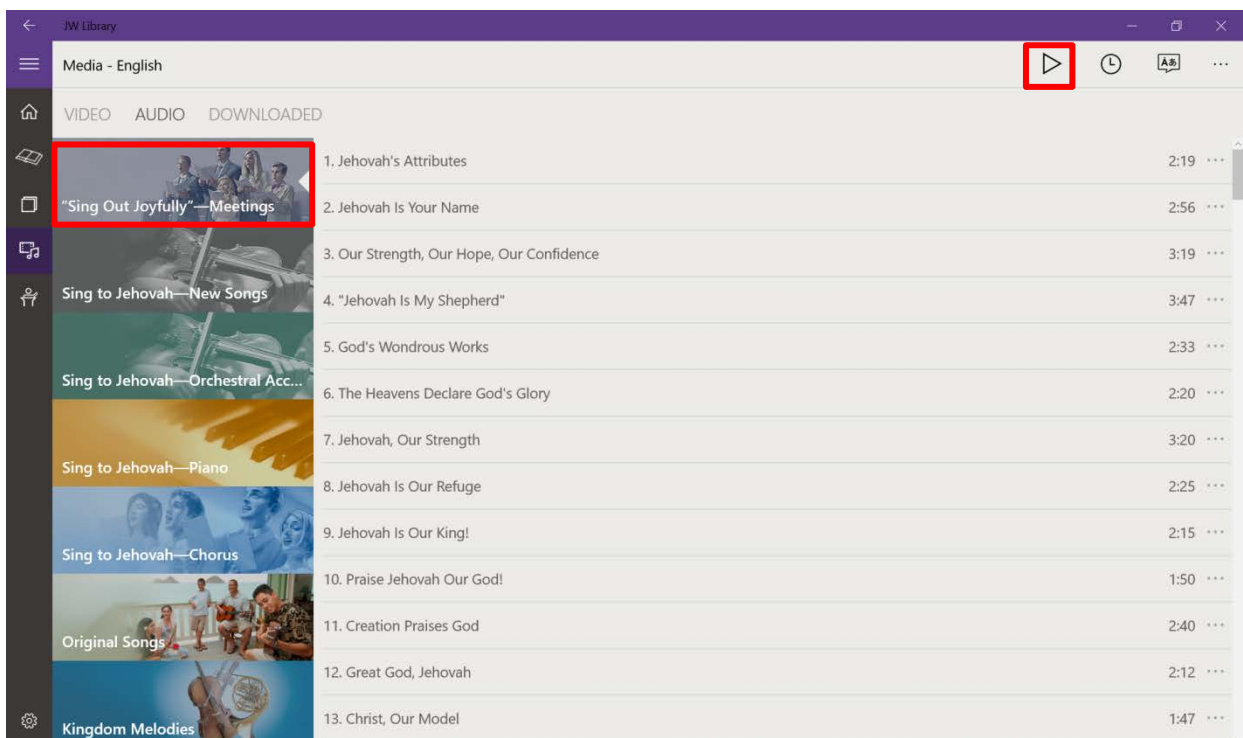 JW Library
Media - English
VIDEO AUDIO DOWNLOADED
"Sing Out Joyfully"—Meetings
Sing to Jehovah—New Songs
Sing to Jehovah—Orchestral Acc...
Sing to Jehovah—Piano
Sing to Jehovah—Chorus
Original Songs
Kingdom Melodies
1. Jehovah's Attributes 2:19
2. Jehovah Is Your Name 2:56
3. Our Strength, Our Hope, Our Confidence 3:19
4. "Jehovah Is My Shepherd" 3:47
5. God's Wondrous Works 2:33
6. The Heavens Declare God's Glory 2:20
7. Jehovah, Our Strength 3:20
8. Jehovah Is Our Refuge 2:25
9. Jehovah Is Our King! 2:15
10. Praise Jehovah Our God! 1:50
11. Creation Praises God 2:40
12. Great God, Jehovah 2:12
13. Christ, Our Model 1:47